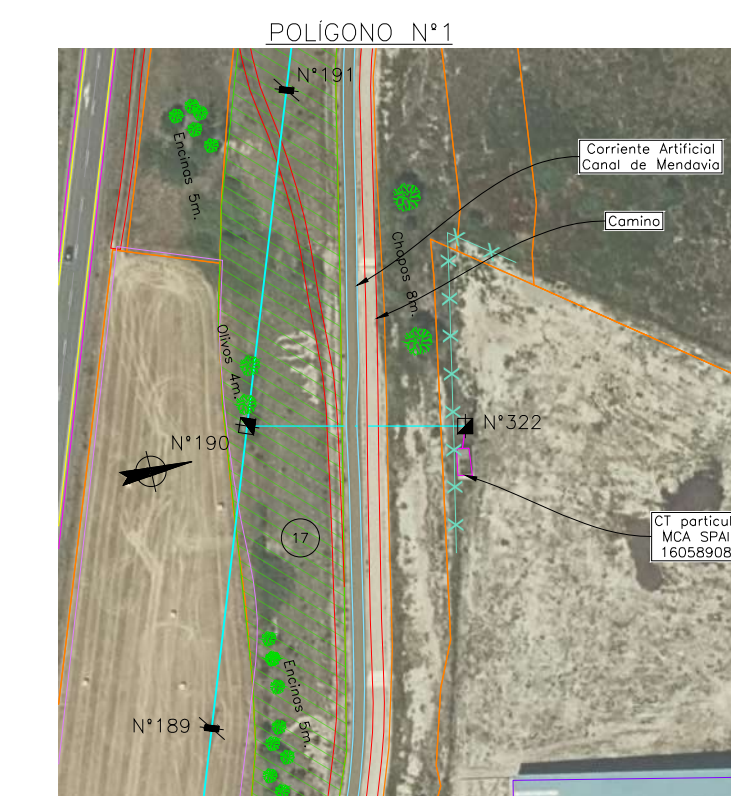 POLÍGONO Nº1
Nº191
Encinas 5m.
Corriente Artificial
Canal de Mendavia
Camino
Chopos 8m.
Olivos 4m.
Nº322
Nº190
CT particul
MCA SPAI
16058908
17
Encinas 5m.
Nº189